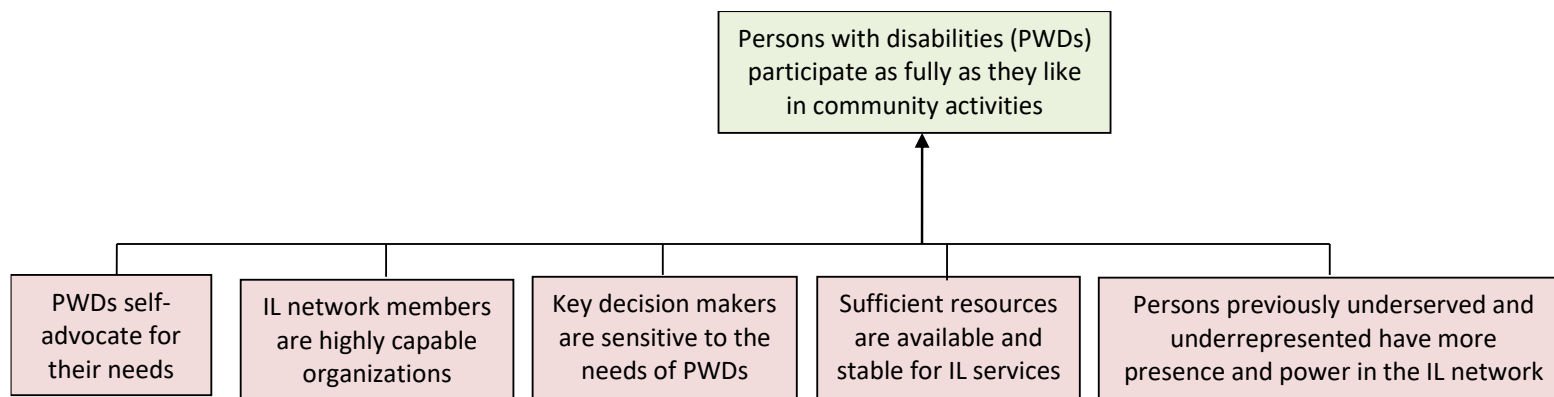 Persons with disabilities (PWDs)
participate as fully as they like
in community activities
PWDs self-
advocate for
their needs
IL network members
are highly capable
organizations
Key decision makers
are sensitive to the
needs of PWDs
Sufficient resources
are available and
stable for IL services
Persons previously underserved and
underrepresented have more
presence and power in the IL network